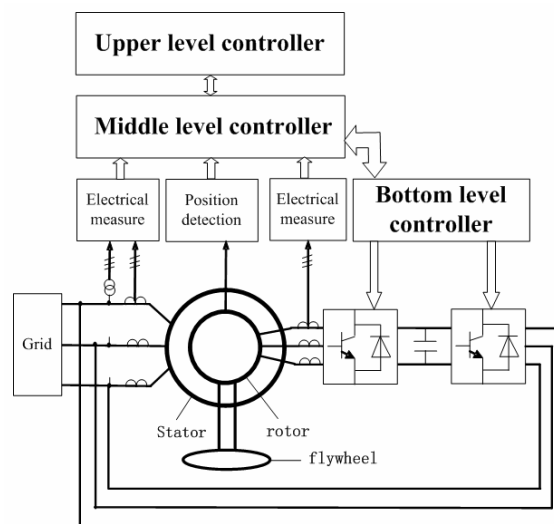 Upper level controller
Middle level controller
Electrical
measure
Position
detection
Electrical
measure
Bottom level
controller
Grid
Stator
rotor
flywheel